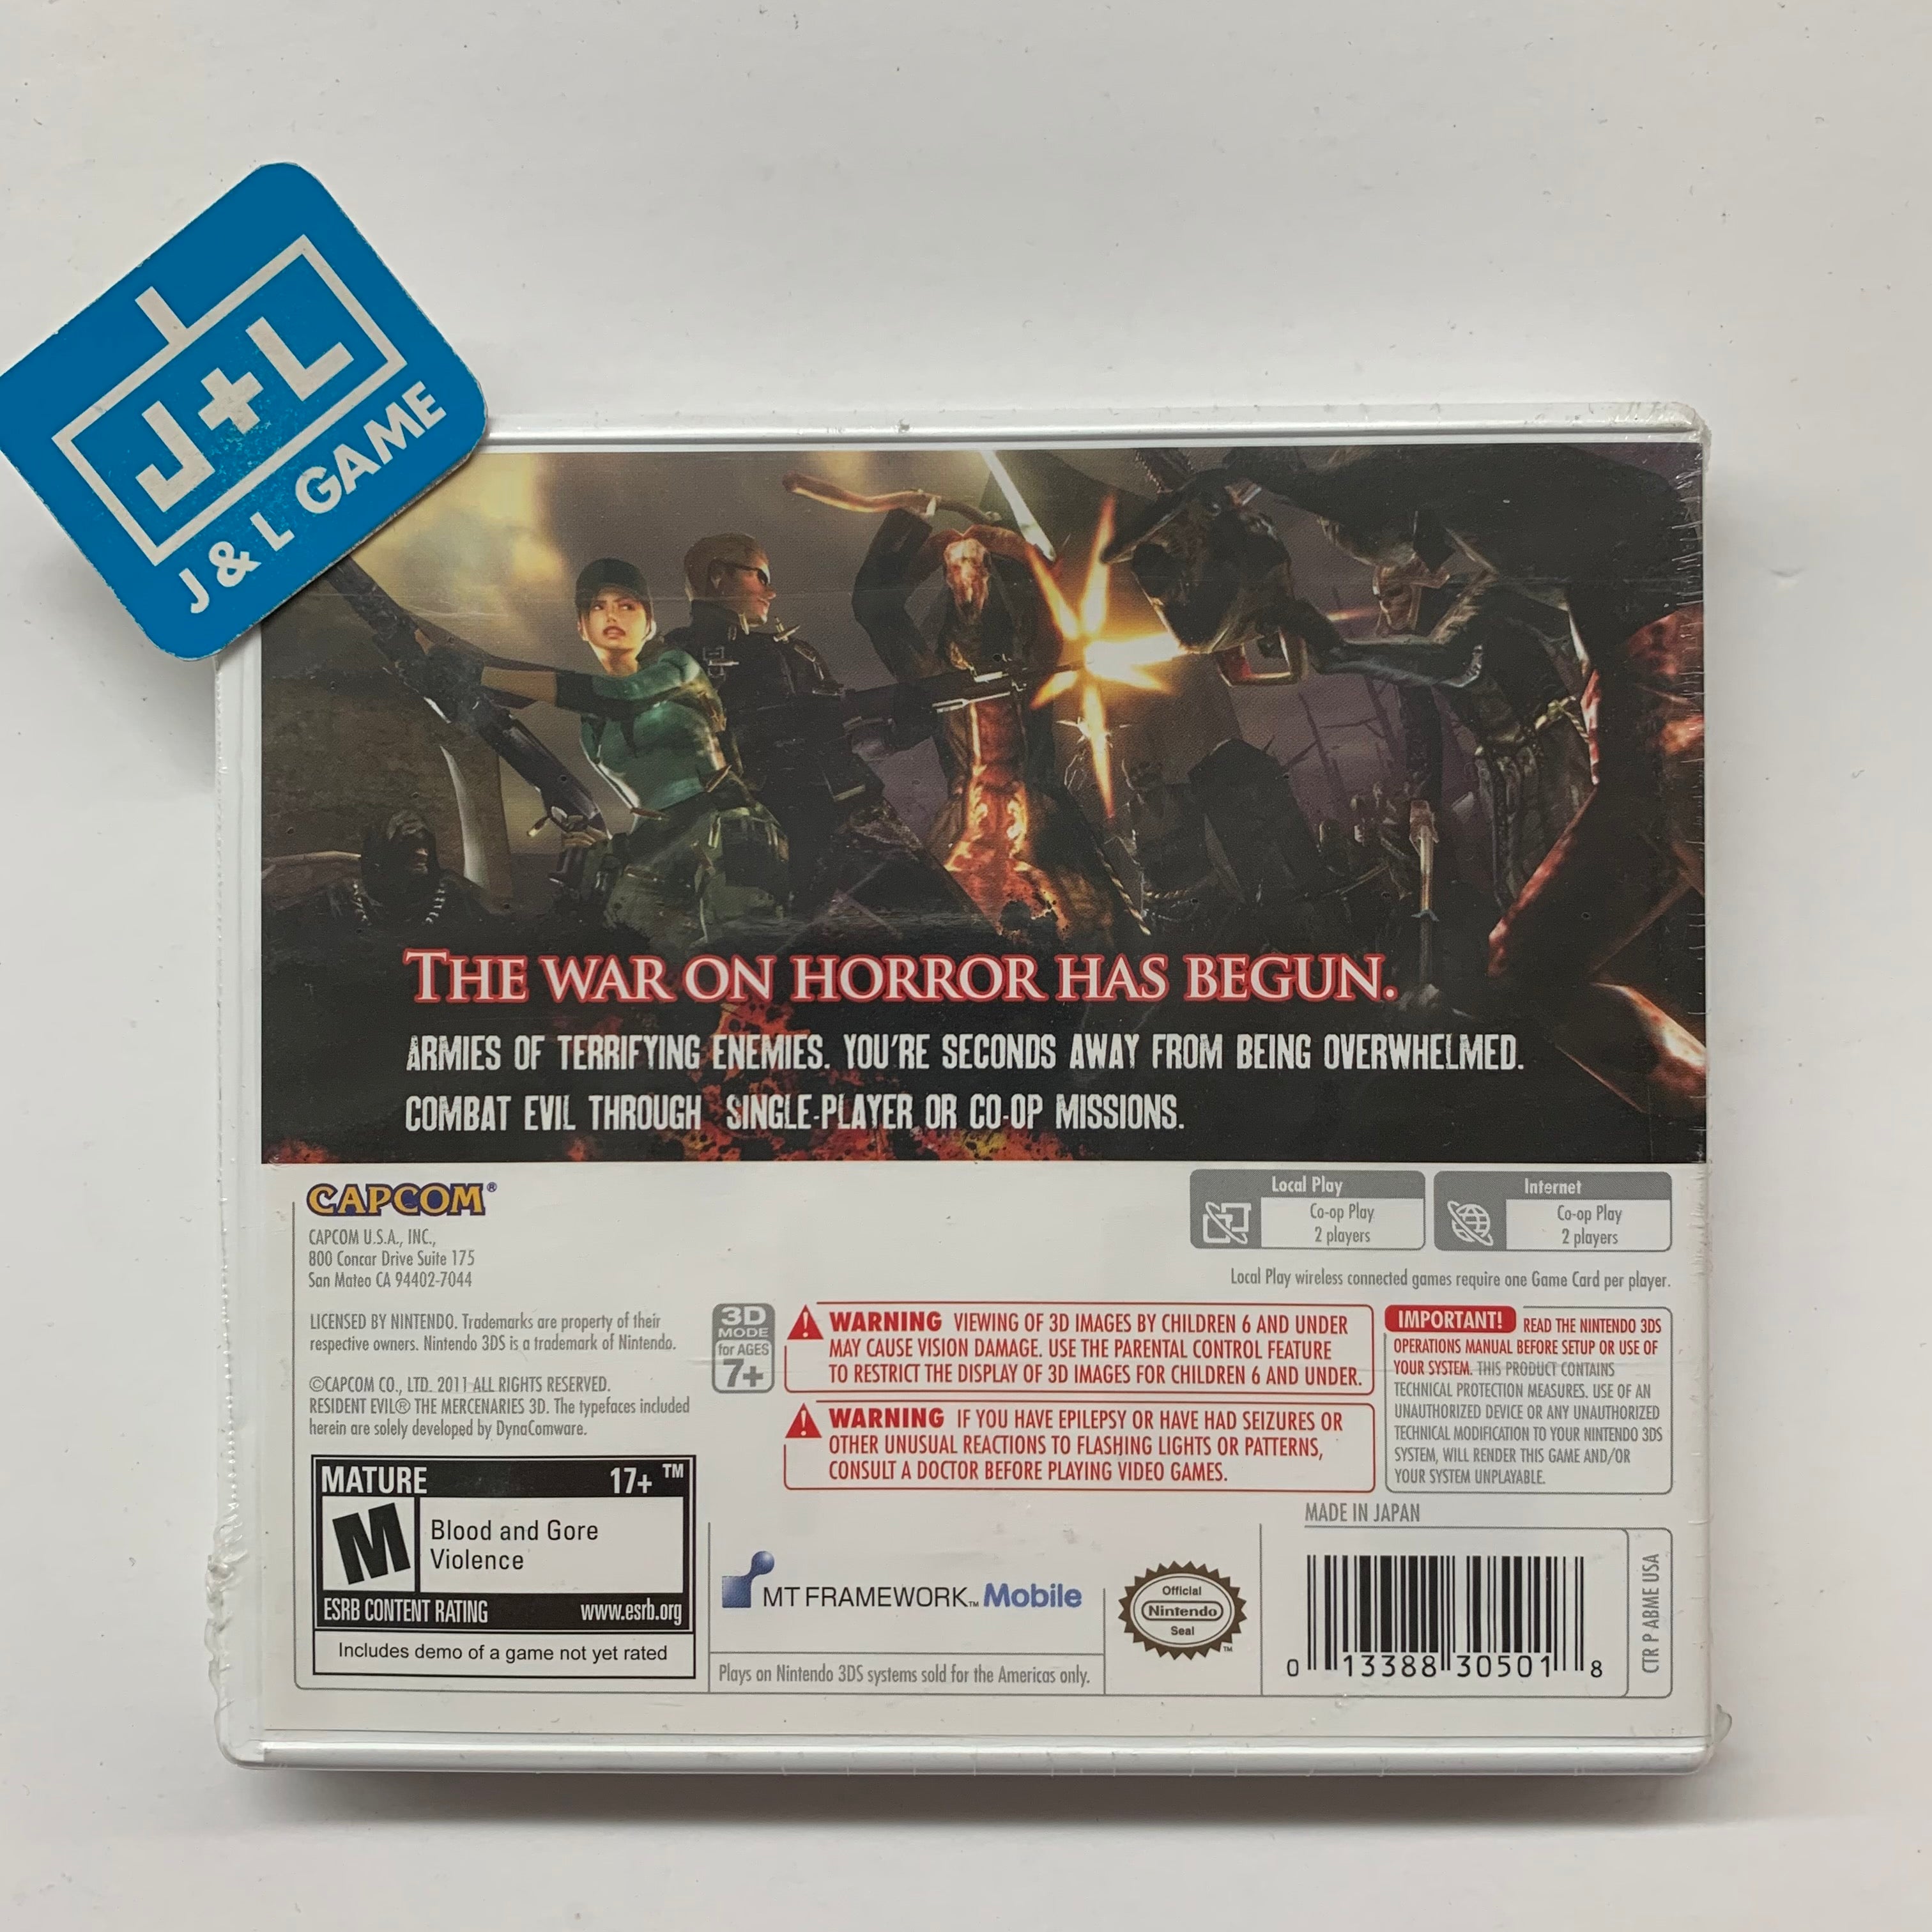 J+L
J & L GAME
THE WAR ON HORROR HAS BEGUN.
ARMIES OF TERRIFYING ENEMIES. YOU'RE SECONDS AWAY FROM BEING OVERWHELMED.
COMBAT EVIL THROUGH SINGLE-PLAYER OR CO-OP MISSIONS.
CAPCOM®
CAPCOM U.S.A., INC.,
800 Concar Drive Suite 175
San Mateo CA 94402-7044
Local Play
Co-op Play
2 players
Internet
Co-op Play
2 players
Local Play wireless connected games require one Game Card per player.
LICENSED BY NINTENDO. Trademarks are property of their
respective owners. Nintendo 3DS is a trademark of Nintendo.
©CAPCOM CO., LTD. 2011 ALL RIGHTS RESERVED.
RESIDENT EVIL® THE MERCENARIES 3D. The typefaces included
herein are solely developed by DynaComware.
3D
MODE
for AGES
7+
WARNING VIEWING OF 3D IMAGES BY CHILDREN 6 AND UNDER
MAY CAUSE VISION DAMAGE. USE THE PARENTAL CONTROL FEATURE
TO RESTRICT THE DISPLAY OF 3D IMAGES FOR CHILDREN 6 AND UNDER.
WARNING IF YOU HAVE EPILEPSY OR HAVE HAD SEIZURES OR
OTHER UNUSUAL REACTIONS TO FLASHING LIGHTS OR PATTERNS,
CONSULT A DOCTOR BEFORE PLAYING VIDEO GAMES.
IMPORTANT! READ THE NINTENDO 3DS
OPERATIONS MANUAL BEFORE SETUP OR USE OF
YOUR SYSTEM. THIS PRODUCT CONTAINS
TECHNICAL PROTECTION MEASURES. USE OF AN
UNAUTHORIZED DEVICE OR ANY UNAUTHORIZED
TECHNICAL MODIFICATION TO YOUR NINTENDO 3DS
SYSTEM, WILL RENDER THIS GAME AND/OR
YOUR SYSTEM UNPLAYABLE.
MATURE 17+ ™
M
Blood and Gore
Violence
ESRB CONTENT RATING www.esrb.org
Includes demo of a game not yet rated
MT FRAMEWORK™ Mobile
Plays on Nintendo 3DS systems sold for the Americas only.
Official
Nintendo
Seal
™
MADE IN JAPAN
0 13388 30501 8
CTR P ABME USA